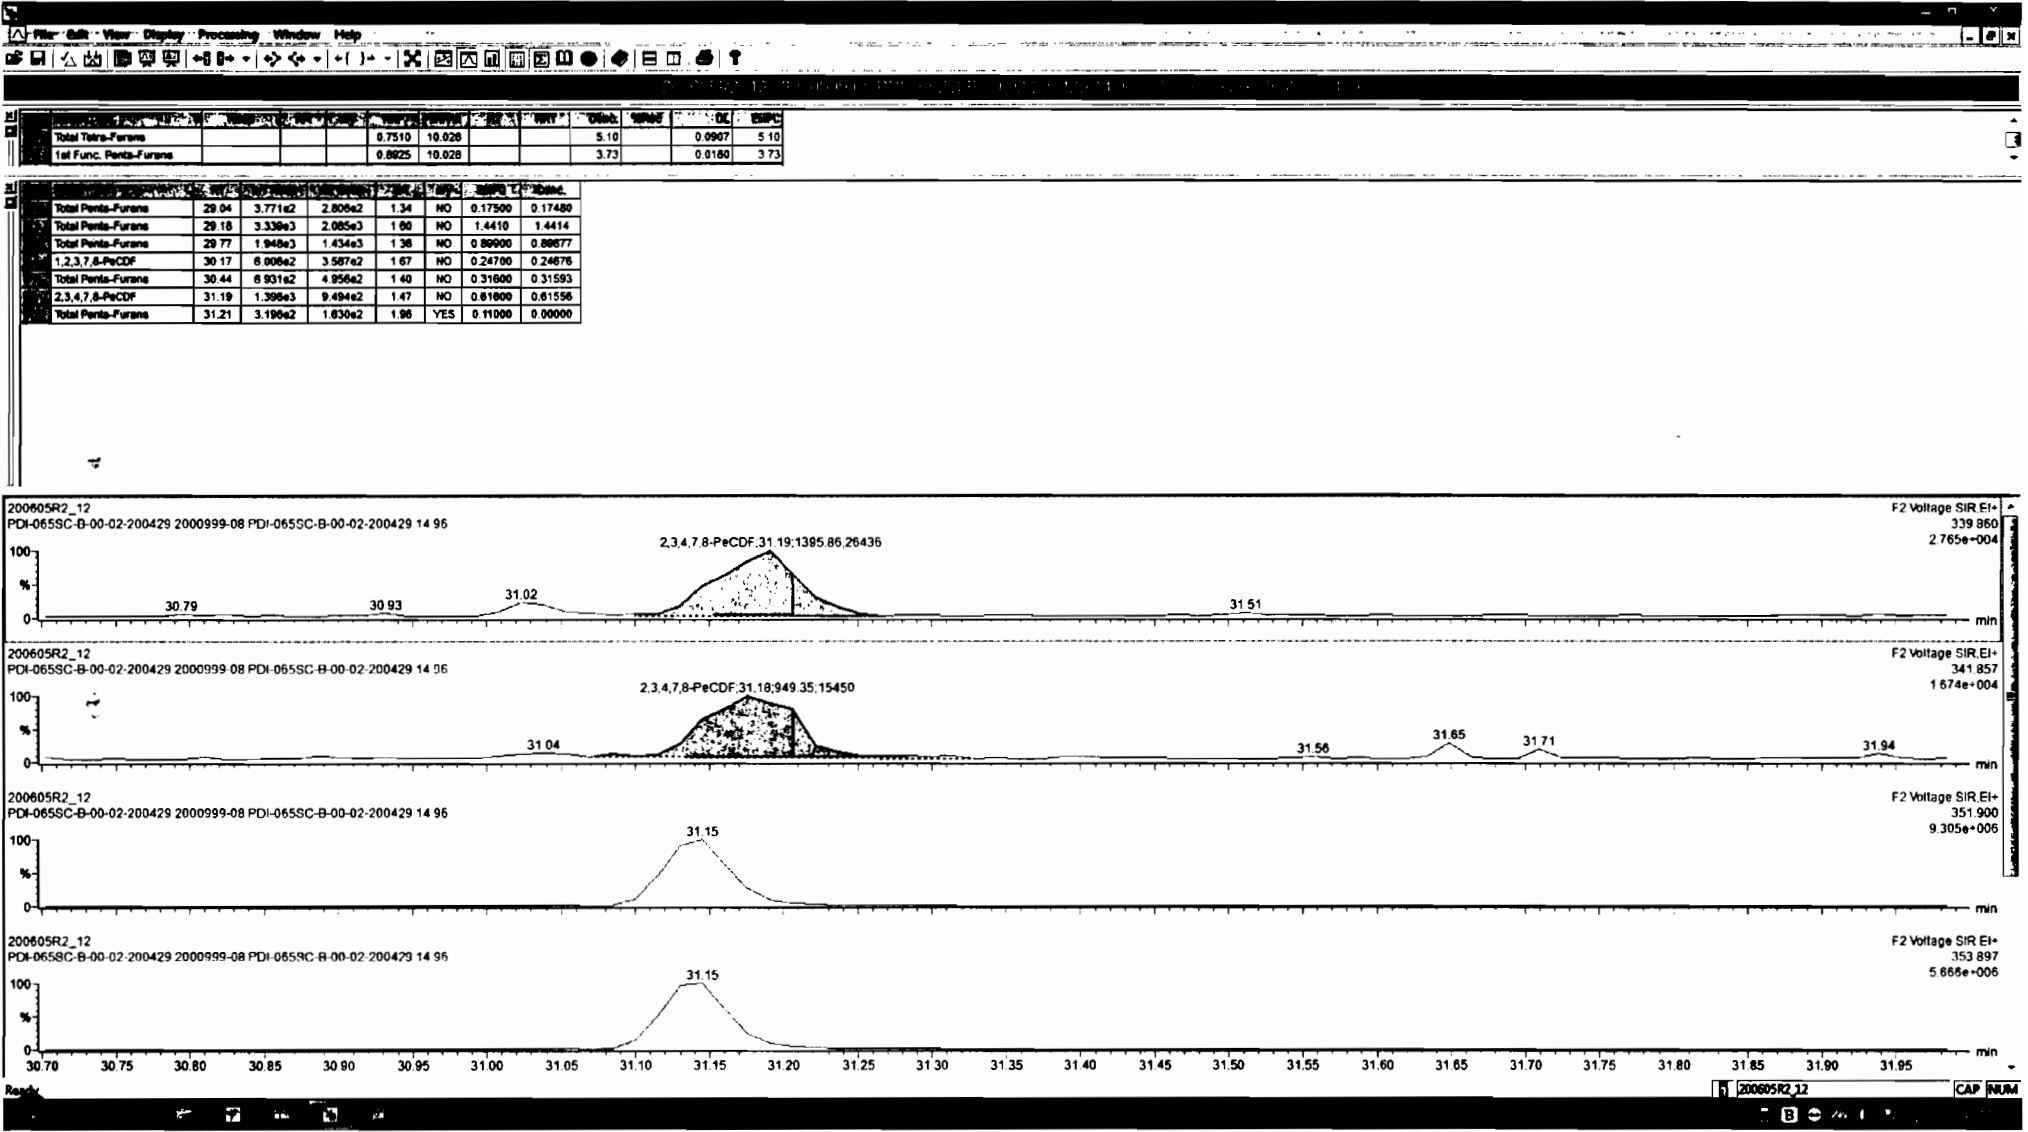 File Edit View Display Processing Window Help
Conc. DL EMPC
Total Tetra-Furans 0.7510 10.028 5.10 0.0907 5.10
1st Func. Penta-Furans 0.8925 10.028 3.73 0.0180 3.73
Total Penta-Furans 29.04 3.771e2 2.806e2 1.34 NO 0.17500 0.17480
Total Penta-Furans 29.18 3.339e3 2.085e3 1.60 NO 1.4410 1.4414
Total Penta-Furans 29.77 1.948e3 1.434e3 1.36 NO 0.89900 0.89877
1,2,3,7,8-PeCDF 30.17 6.006e2 3.587e2 1.67 NO 0.24700 0.24676
Total Penta-Furans 30.44 6.931e2 4.956e2 1.40 NO 0.31600 0.31593
2,3,4,7,8-PeCDF 31.19 1.396e3 9.494e2 1.47 NO 0.61600 0.61556
Total Penta-Furans 31.21 3.196e2 1.630e2 1.96 YES 0.11000 0.00000
200605R2_12 F2 Voltage SIR,EI+
PDI-065SC-B-00-02-200429 2000999-08 PDI-065SC-B-00-02-200429 14.96 339.860
2.765e+004
2,3,4,7,8-PeCDF;31.19;1395.86;26436
100
%
0
30.79 30.93 31.02 31.51
min
200605R2_12 F2 Voltage SIR,EI+
PDI-065SC-B-00-02-200429 2000999-08 PDI-065SC-B-00-02-200429 14.96 341.857
1.674e+004
2,3,4,7,8-PeCDF;31.18;949.35;15450
100
%
0
31.04 31.56 31.65 31.71 31.94
min
200605R2_12 F2 Voltage SIR,EI+
PDI-065SC-B-00-02-200429 2000999-08 PDI-065SC-B-00-02-200429 14.96 351.900
9.305e+006
31.15
100
%
0
min
200605R2_12 F2 Voltage SIR,EI+
PDI-065SC-B-00-02-200429 2000999-08 PDI-065SC-B-00-02-200429 14.96 353.897
5.666e+006
31.15
100
%
0
min
30.70 30.75 30.80 30.85 30.90 30.95 31.00 31.05 31.10 31.15 31.20 31.25 31.30 31.35 31.40 31.45 31.50 31.55 31.60 31.65 31.70 31.75 31.80 31.85 31.90 31.95
Ready 200605R2_12 CAP NUM